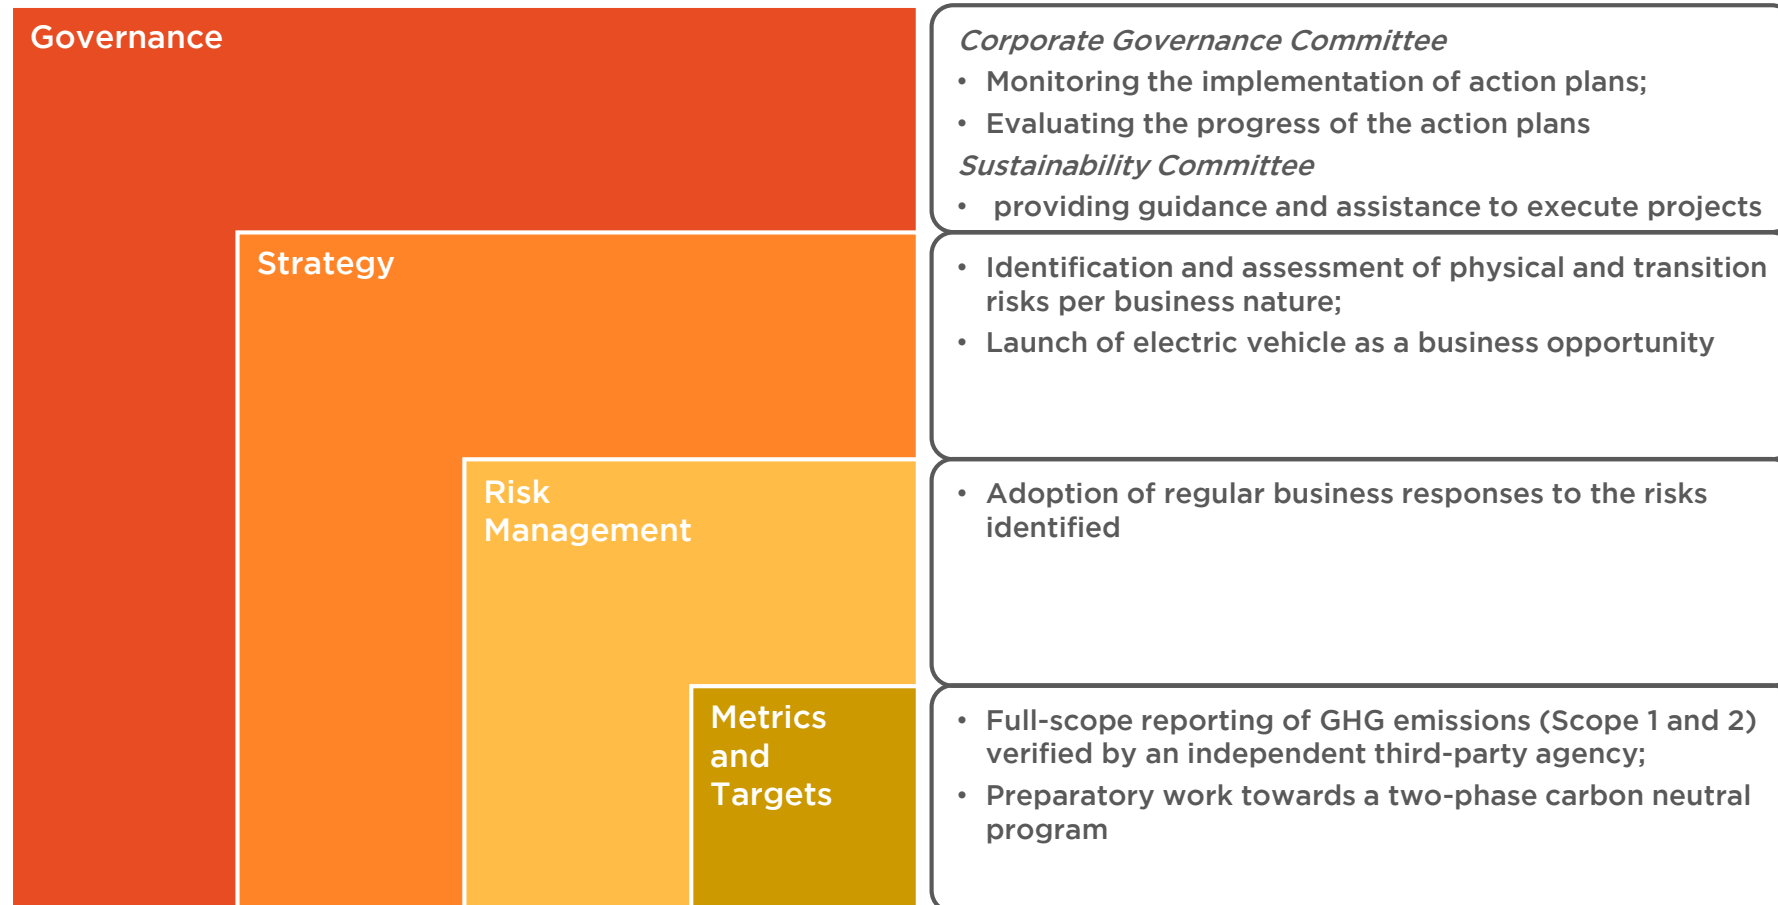 Governance
Corporate Governance Committee
• Monitoring the implementation of action plans;
• Evaluating the progress of the action plans
Sustainability Committee
• providing guidance and assistance to execute projects
Strategy
• Identification and assessment of physical and transition
risks per business nature;
• Launch of electric vehicle as a business opportunity
Risk
Management
• Adoption of regular business responses to the risks
identified
Metrics
and
Targets
• Full-scope reporting of GHG emissions (Scope 1 and 2)
verified by an independent third-party agency;
• Preparatory work towards a two-phase carbon neutral
program